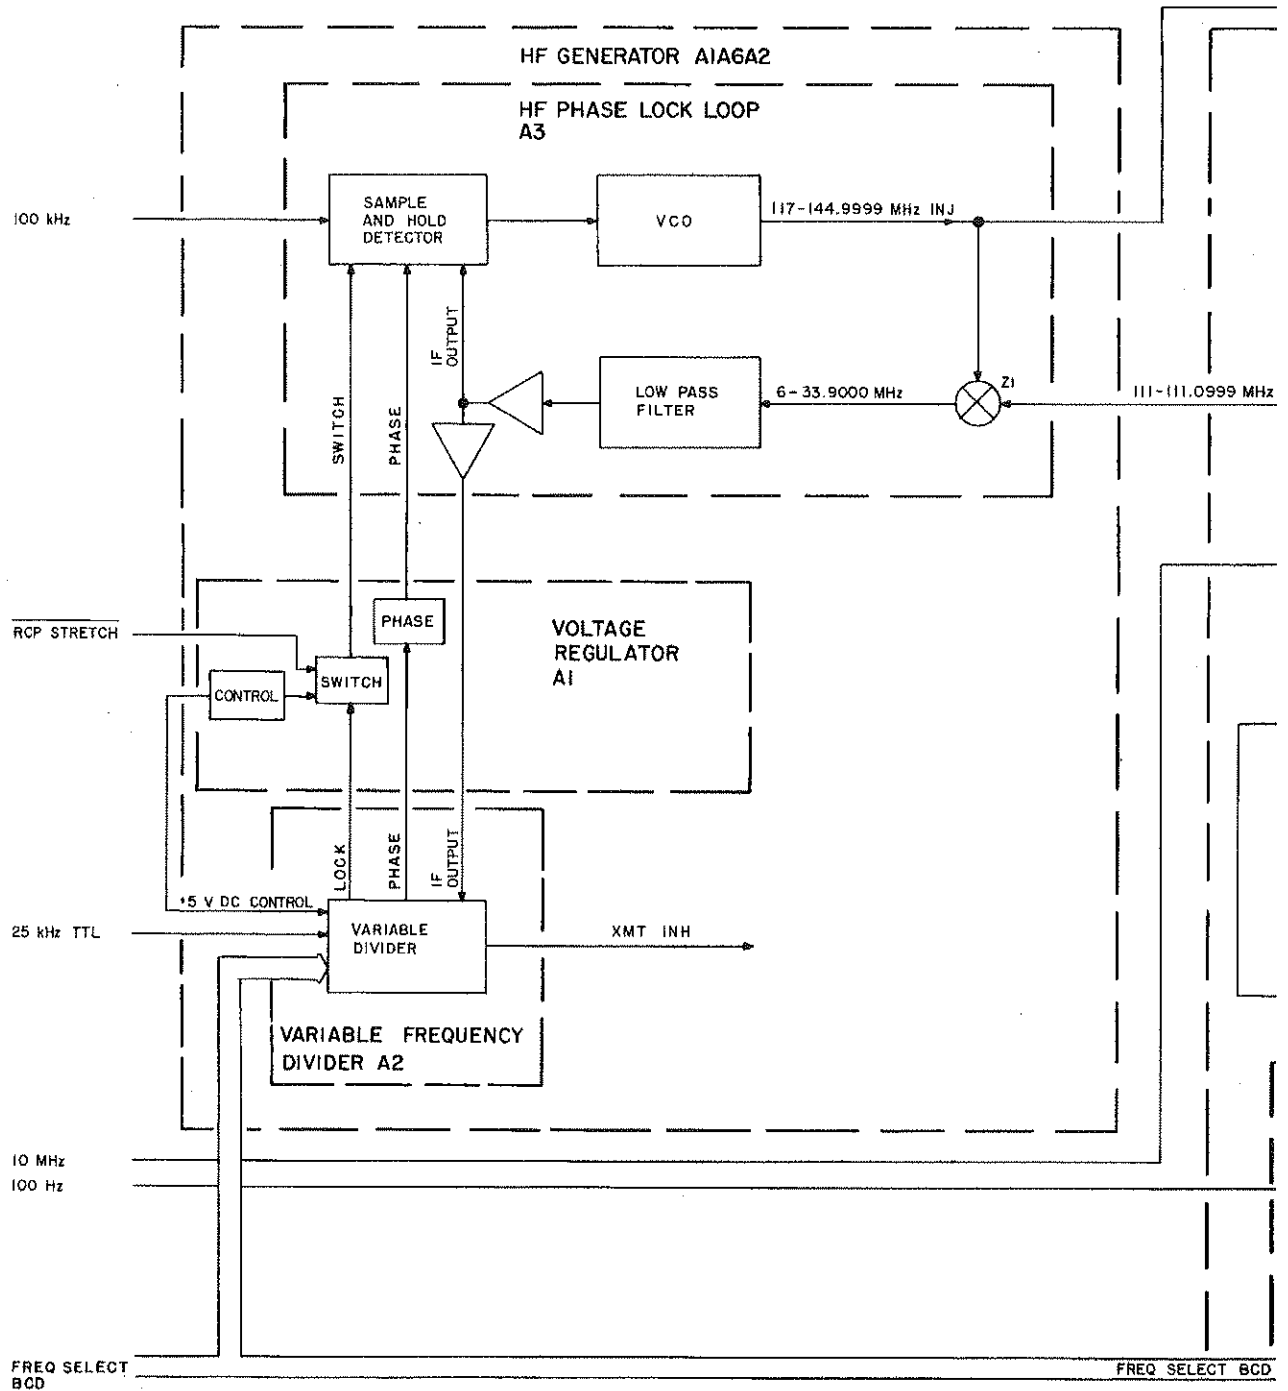 HF GENERATOR A1A6A2
HF PHASE LOCK LOOP
A3
100 kHz
SAMPLE
AND HOLD
DETECTOR
VCO
117-144.9999 MHz INJ
SWITCH
PHASE
IF
OUTPUT
LOW PASS
FILTER
6-33.9000 MHz
Z1
111-111.0999 MHz
RCP STRETCH
PHASE
VOLTAGE
REGULATOR
A1
SWITCH
CONTROL
LOCK
PHASE
IF
OUTPUT
+5 V DC CONTROL
25 kHz TTL
VARIABLE
DIVIDER
XMT INH
VARIABLE FREQUENCY
DIVIDER A2
10 MHz
100 Hz
FREQ SELECT
BCD
FREQ SELECT BCD